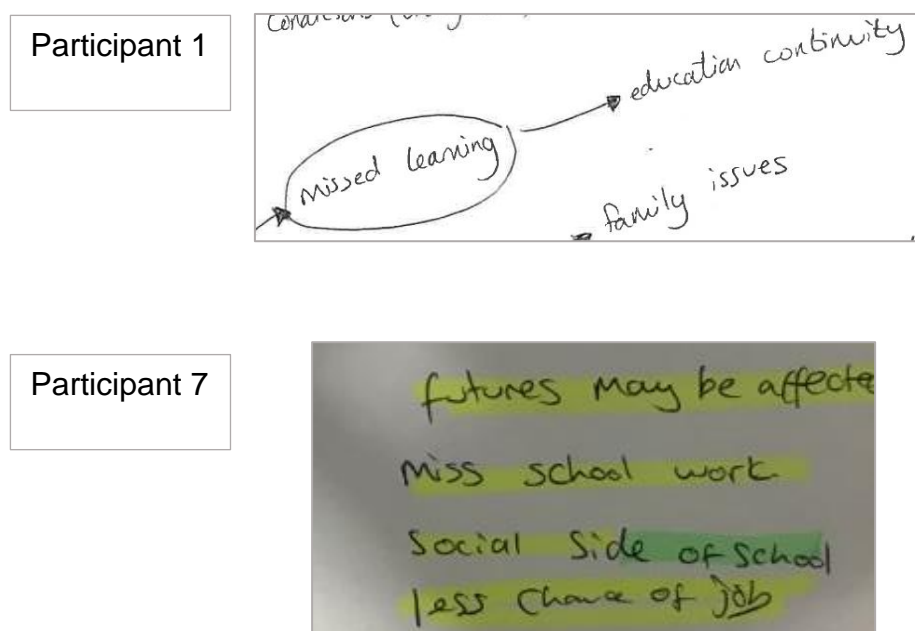 Participant 1
education continuity
missed learning
family issues
Participant 7
futures may be affecte
miss school work
Social Side of School
less chance of job